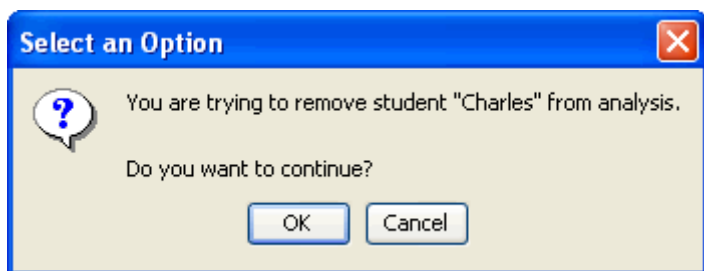 Select an Option
You are trying to remove student "Charles" from analysis.
Do you want to continue?
OK Cancel